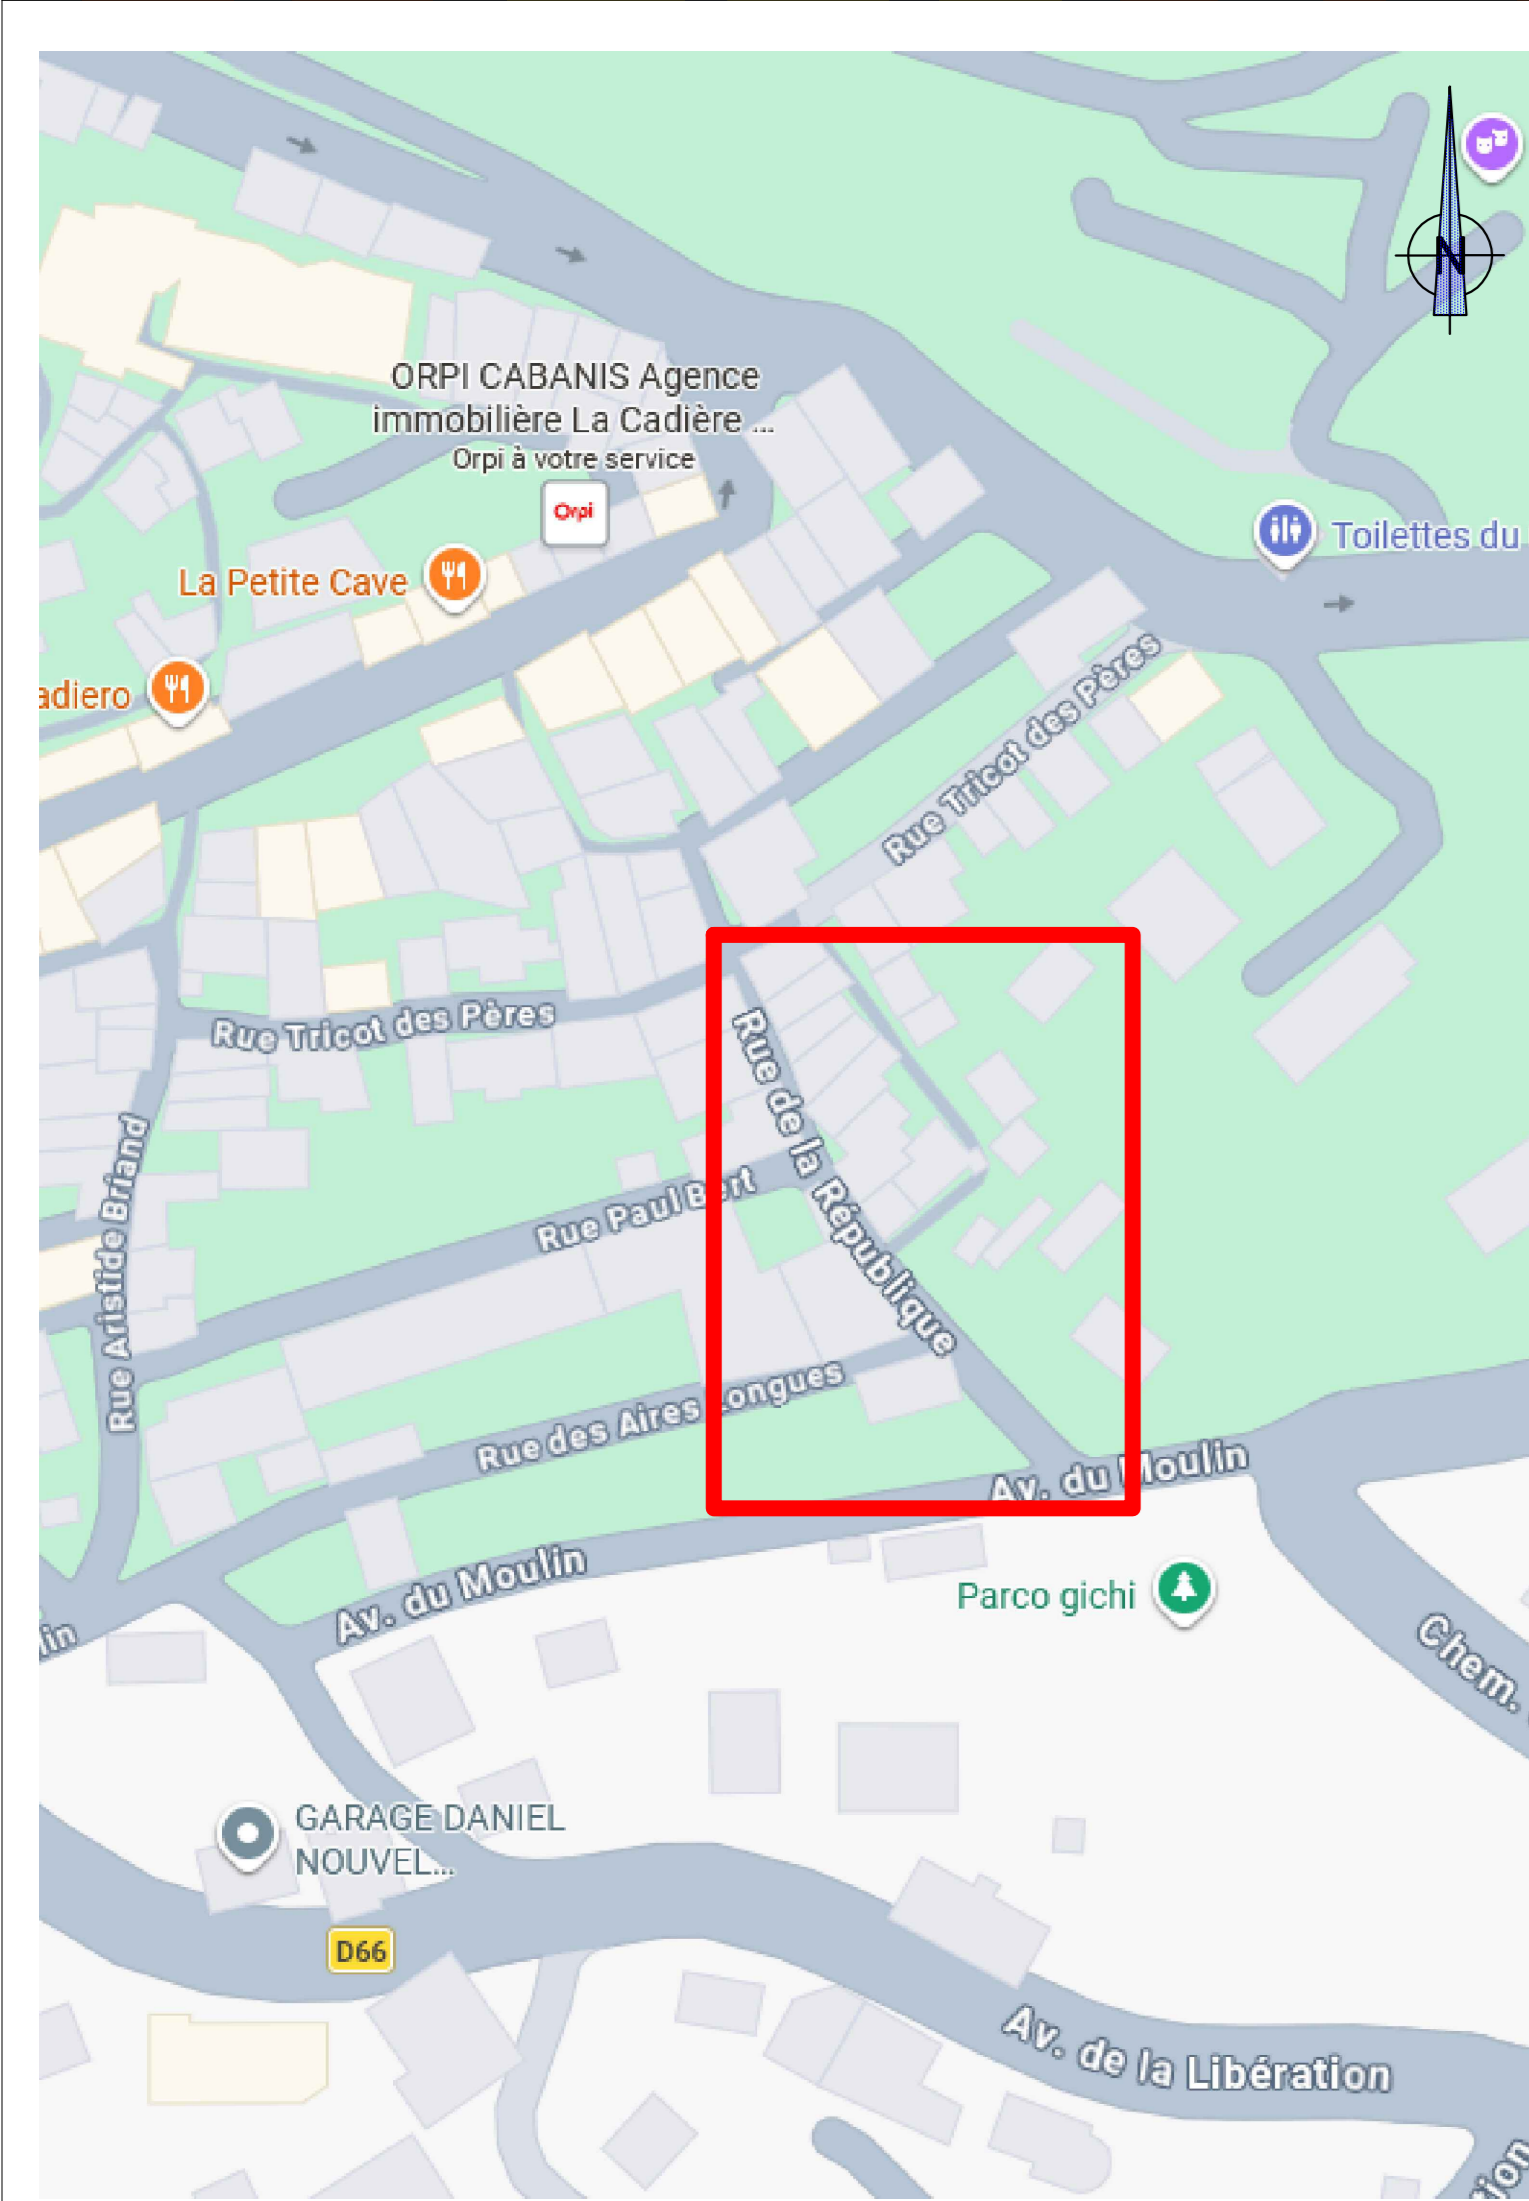 N
ORPI CABANIS Agence
immobilière La Cadière ...
Orpi à votre service
Orpi
Toilettes du
La Petite Cave
adiero
Rue Tricot des Pères
Rue Tricot des Pères
Rue de la République
Rue Aristide Briand
Rue Paul Bert
Rue des Aires Longues
Av. du Moulin
Av. du Moulin
Parco gichi
lin
Chem.
GARAGE DANIEL
NOUVEL...
D66
Av. de la Libération
tion